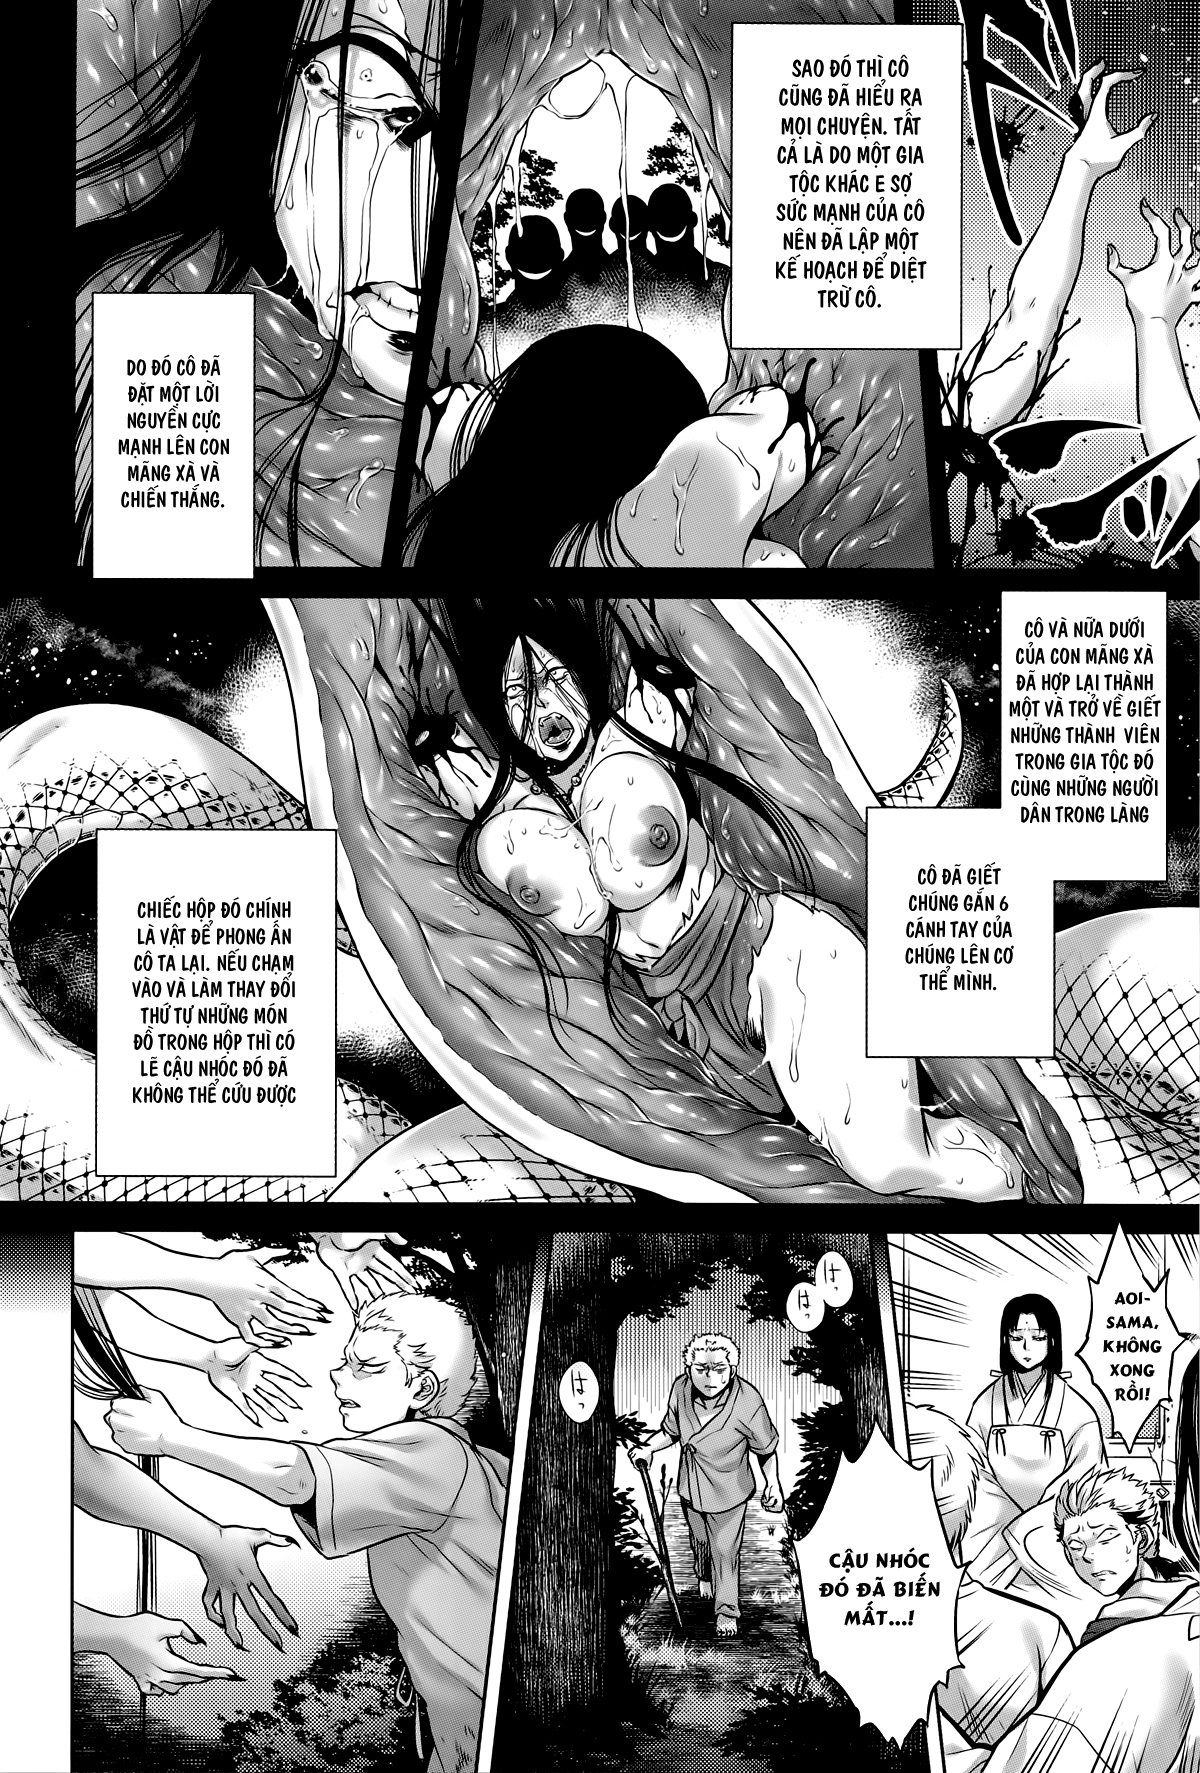 SAO ĐÓ THÌ CÔ
CŨNG ĐÃ HIỂU RA
MỌI CHUYỆN. TẤT
CẢ LÀ DO MỘT GIA
TỘC KHÁC E SỢ
SỨC MẠNH CỦA CÔ
NÊN ĐÃ LẬP MỘT
KẾ HOẠCH ĐỂ DIỆT
TRỪ CÔ.
DO ĐÓ CÔ ĐÃ
ĐẶT MỘT LỜI
NGUYỀN CỰC
MẠNH LÊN CON
MÃNG XÀ VÀ
CHIẾN THẮNG.
CÔ VÀ NỮA DƯỚI
CỦA CON MÃNG XÀ
ĐÃ HỢP LẠI THÀNH
MỘT VÀ TRỞ VỀ GIẾT
NHỮNG THÀNH VIÊN
TRONG GIA TỘC ĐÓ
CÙNG NHỮNG NGƯỜI
DÂN TRONG LÀNG
CÔ ĐÃ GIẾT
CHÚNG GẮN 6
CÁNH TAY CỦA
CHÚNG LÊN CƠ
THỂ MÌNH.
CHIẾC HỘP ĐÓ CHÍNH
LÀ VẬT ĐỂ PHONG ẤN
CÔ TA LẠI. NẾU CHẠM
VÀO VÀ LÀM THAY ĐỔI
THỨ TỰ NHỮNG MÓN
ĐỒ TRONG HỘP THÌ CÓ
LẼ CẬU NHÓC ĐÓ ĐÃ
KHÔNG THỂ CỨU ĐƯỢC
AOI-
SAMA,
KHÔNG
XONG
RỒI!
CẬU NHÓC
ĐÓ ĐÃ BIẾN
MẤT...!
はっ
はっ
はっ